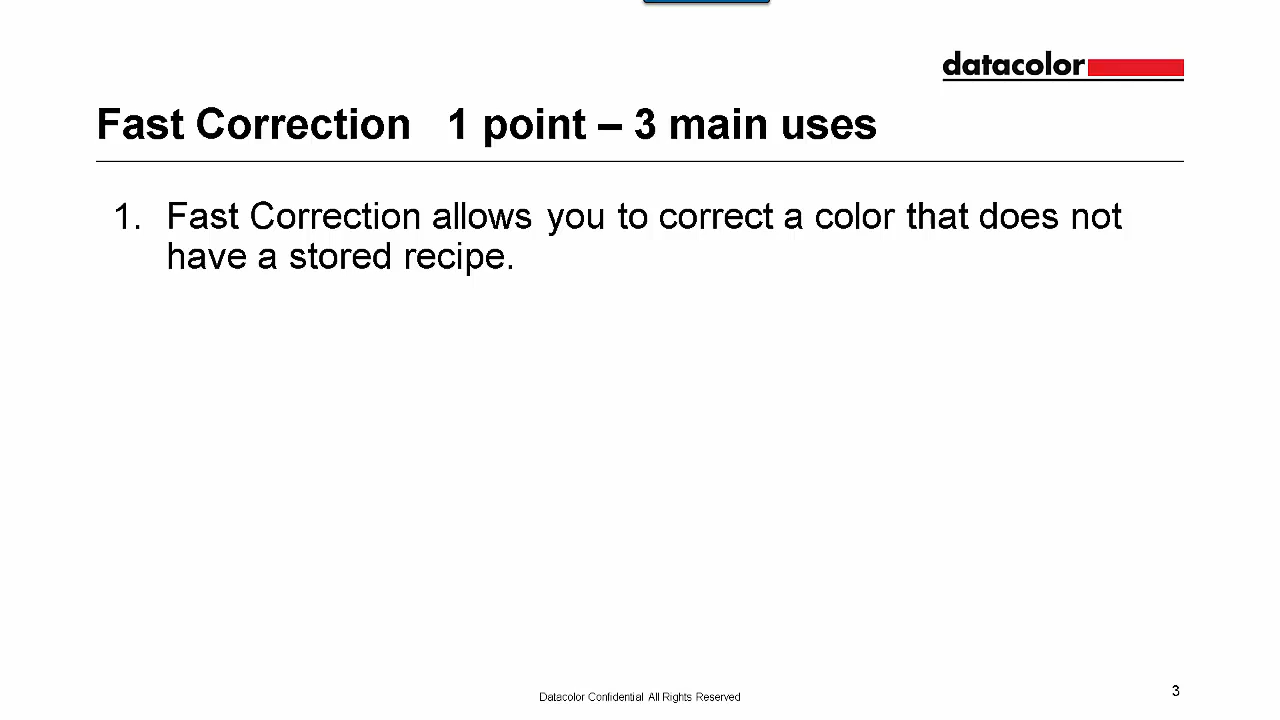 datacolor
Fast Correction 1 point – 3 main uses
1. Fast Correction allows you to correct a color that does not
have a stored recipe.
Datacolor Confidential All Rights Reserved
3